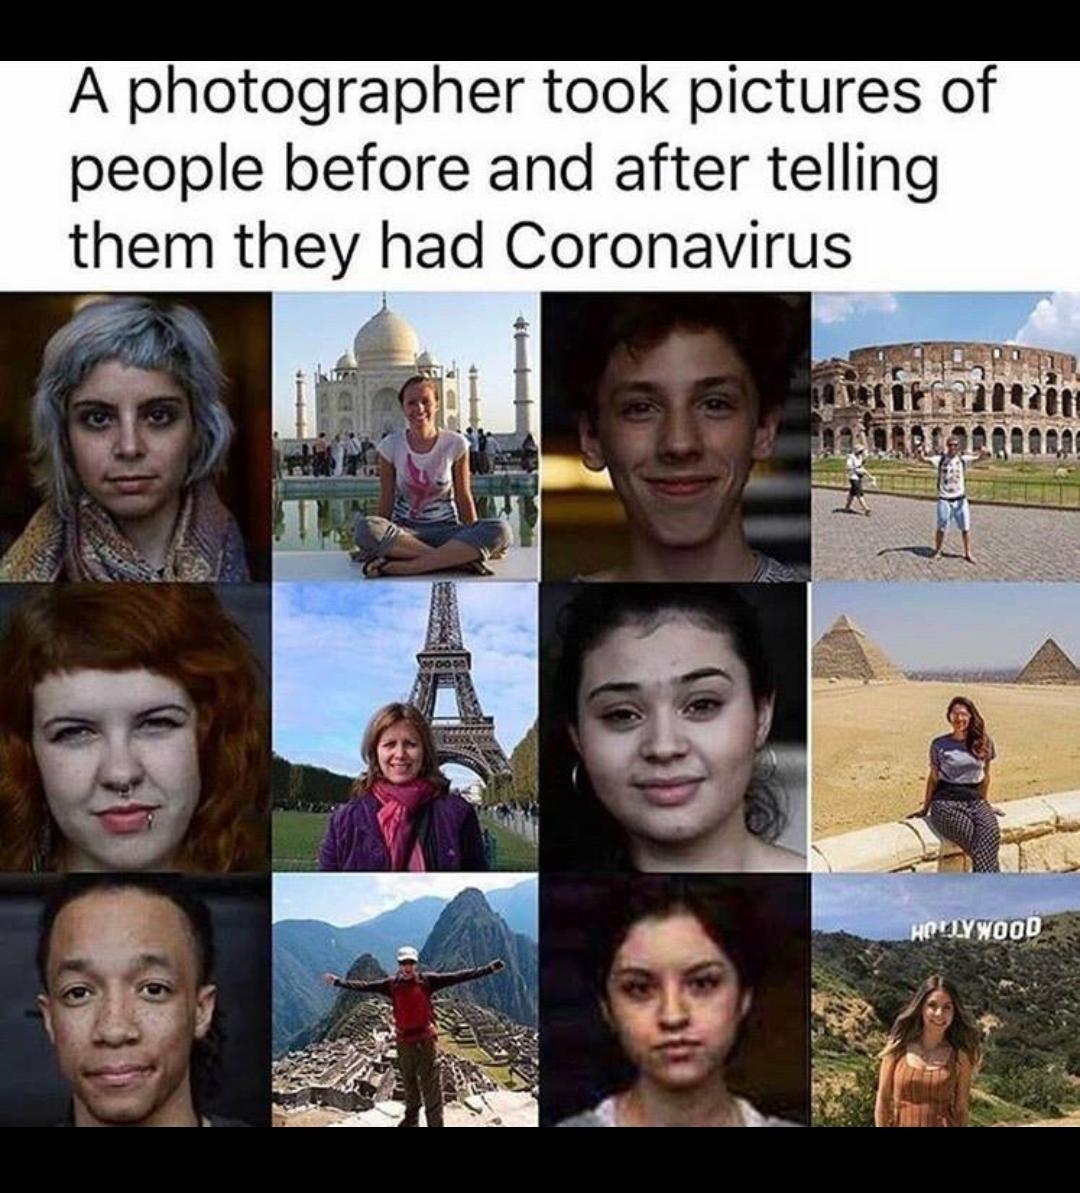 A photographer took pictures of
people before and after telling
them they had Coronavirus
HOLLYWOOD